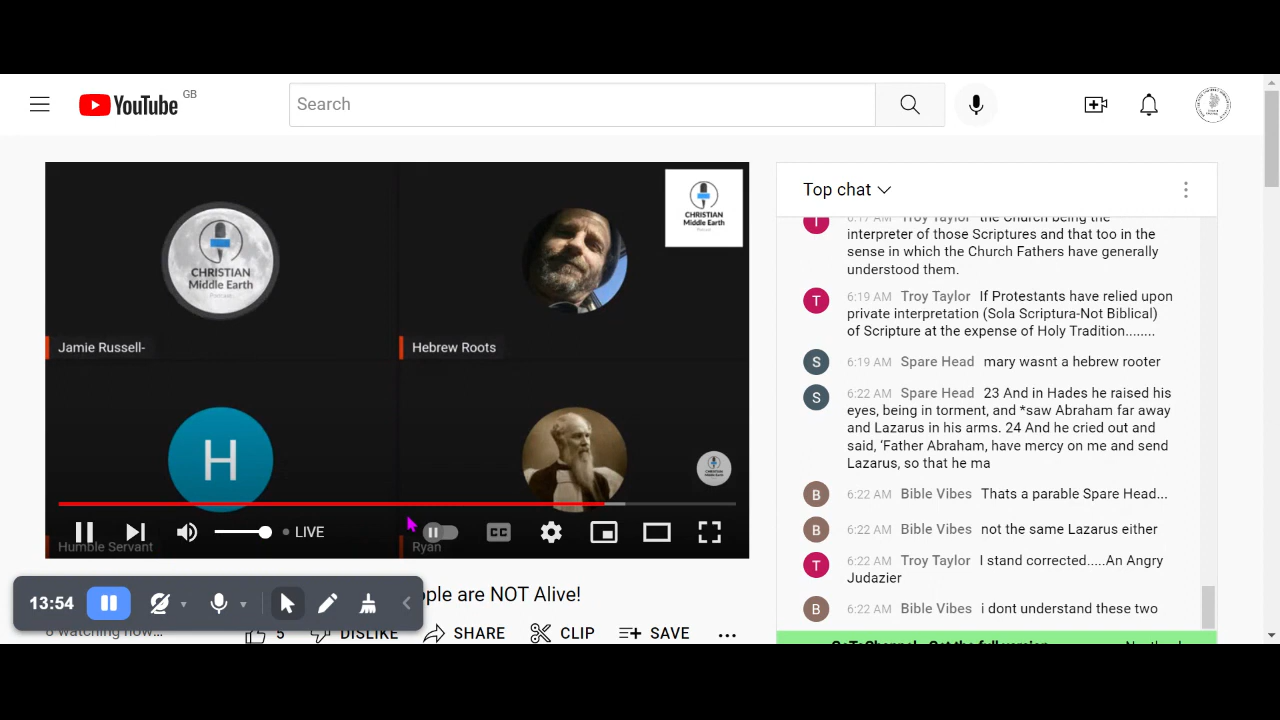 YouTube GB
Search
CHRISTIAN
Middle Earth
Podcast
CHRISTIAN
Middle Earth
Podcast
Jamie Russell-
Hebrew Roots
H
LIVE
CC
Humble Servant
Ryan
13:54
ople are NOT Alive!
6 watching now...
5
DISLIKE
SHARE
CLIP
SAVE
Top chat
T
6:17 AM Troy Taylor the Church being the
interpreter of those Scriptures and that too in the
sense in which the Church Fathers have generally
understood them.
T
6:19 AM Troy Taylor If Protestants have relied upon
private interpretation (Sola Scriptura-Not Biblical)
of Scripture at the expense of Holy Tradition........
S
6:19 AM Spare Head mary wasnt a hebrew rooter
S
6:22 AM Spare Head 23 And in Hades he raised his
eyes, being in torment, and *saw Abraham far away
and Lazarus in his arms. 24 And he cried out and
said, ‘Father Abraham, have mercy on me and send
Lazarus, so that he ma
B
6:22 AM Bible Vibes Thats a parable Spare Head...
B
6:22 AM Bible Vibes not the same Lazarus either
T
6:22 AM Troy Taylor I stand corrected.....An Angry
Judazier
B
6:22 AM Bible Vibes i dont understand these two